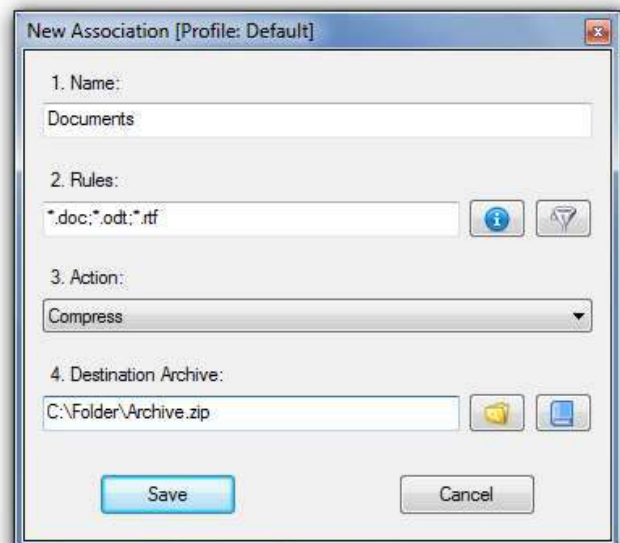 New Association [Profile: Default]
1. Name:
Documents
2. Rules:
*.doc;*.odt;*.rtf
3. Action:
Compress
4. Destination Archive:
C:\Folder\Archive.zip
Save Cancel